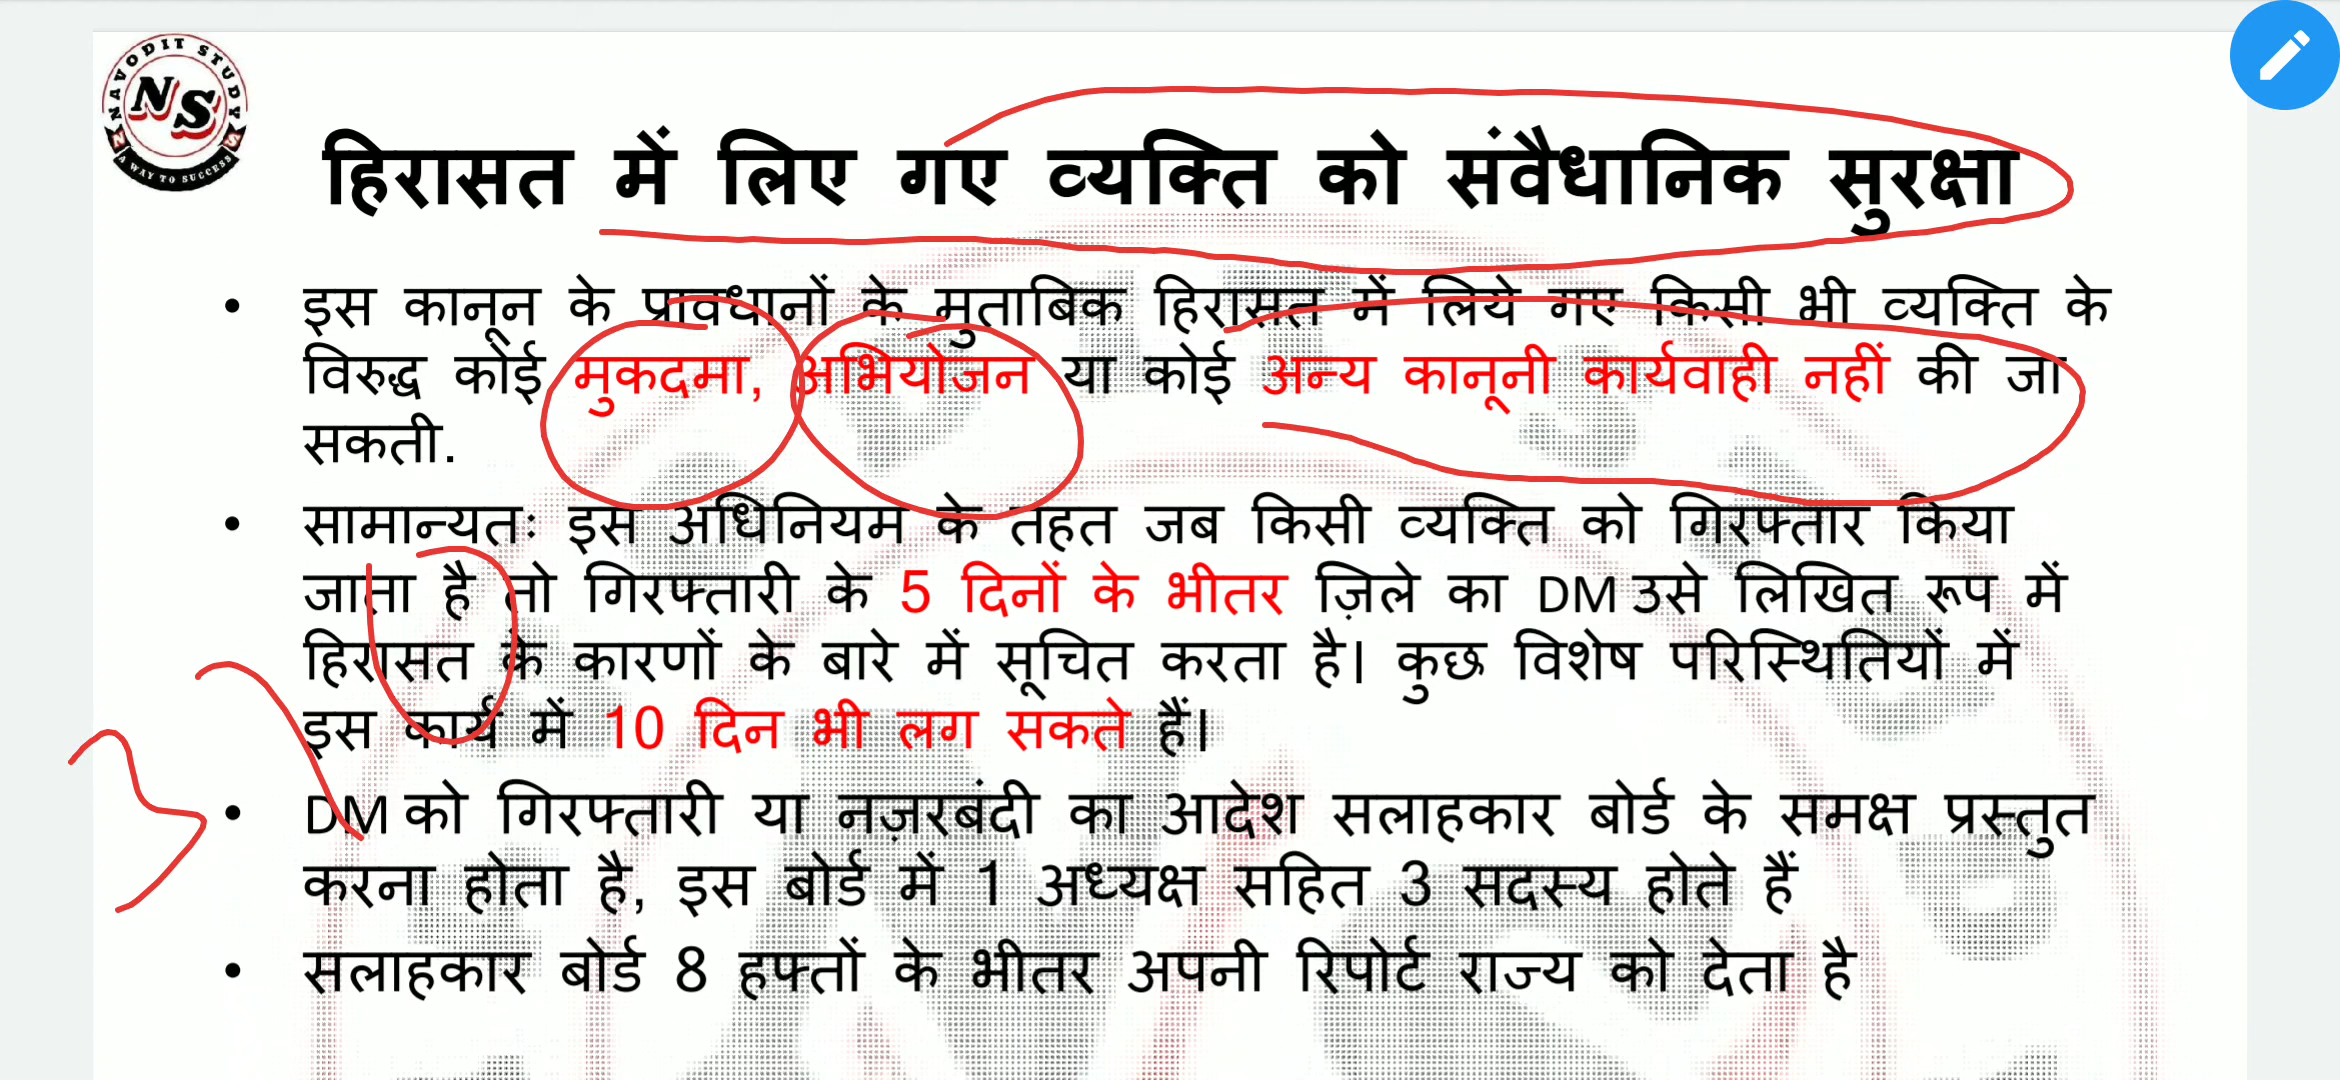 NAVODIT STUDYS
NS
A WAY TO SUCCESS
हिरासत में लिए गए व्यक्ति को संवैधानिक सुरक्षा
• इस कानून के प्रावधानों के मुताबिक हिरासत में लिये गए किसी भी व्यक्ति के
विरुद्ध कोई मुकदमा, अभियोजन या कोई अन्य कानूनी कार्यवाही नहीं की जा
सकती.
• सामान्यतः इस अधिनियम के तहत जब किसी व्यक्ति को गिरफ्तार किया
जाता है तो गिरफ्तारी के 5 दिनों के भीतर ज़िले का DM उसे लिखित रूप में
हिरासत के कारणों के बारे में सूचित करता है। कुछ विशेष परिस्थितियों में
इस कार्य में 10 दिन भी लग सकते हैं।
• DM को गिरफ्तारी या नज़रबंदी का आदेश सलाहकार बोर्ड के समक्ष प्रस्तुत
करना होता है, इस बोर्ड में 1 अध्यक्ष सहित 3 सदस्य होते हैं
• सलाहकार बोर्ड 8 हफ्तों के भीतर अपनी रिपोर्ट राज्य को देता है